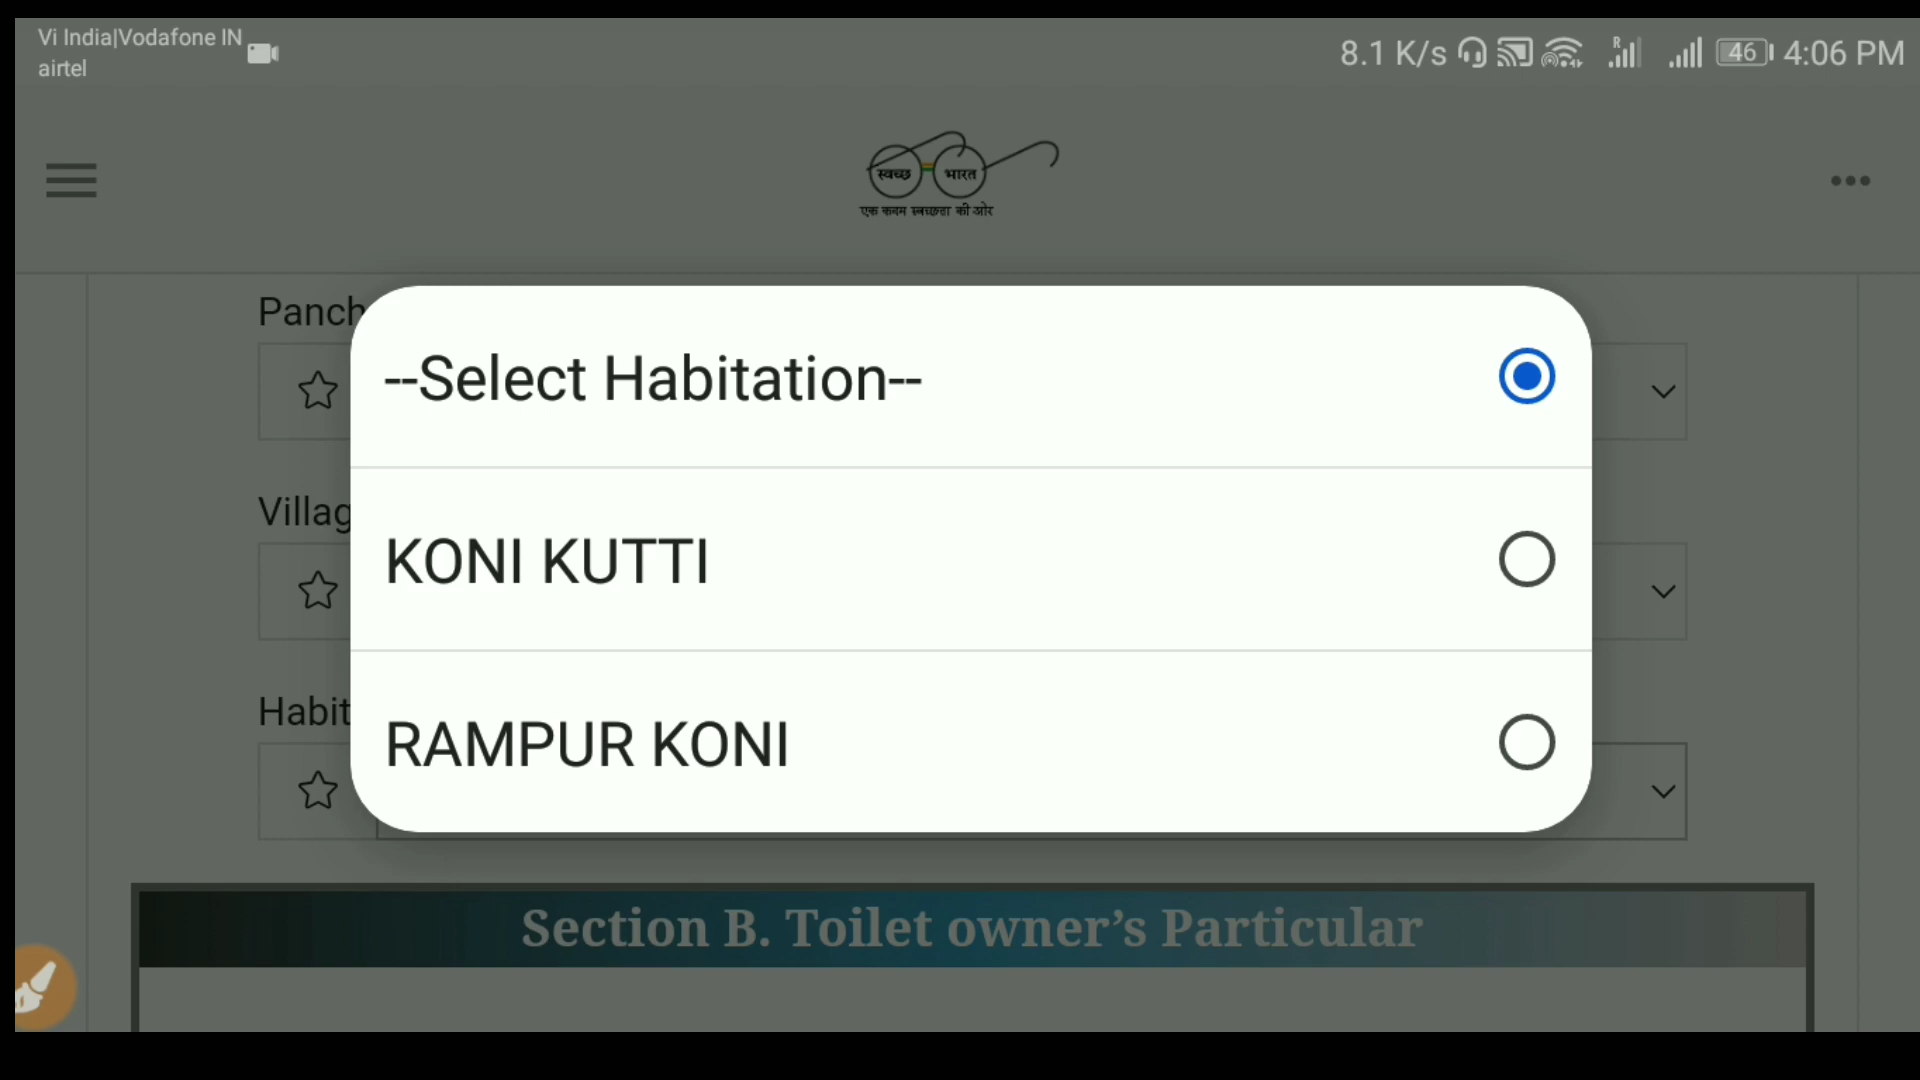 Vi India|Vodafone IN
airtel
8.1 K/s
46
4:06 PM
स्वच्छ भारत
एक कदम स्वच्छता की ओर
Panch
Villag
Habit
--Select Habitation--
KONI KUTTI
RAMPUR KONI
Section B. Toilet owner’s Particular